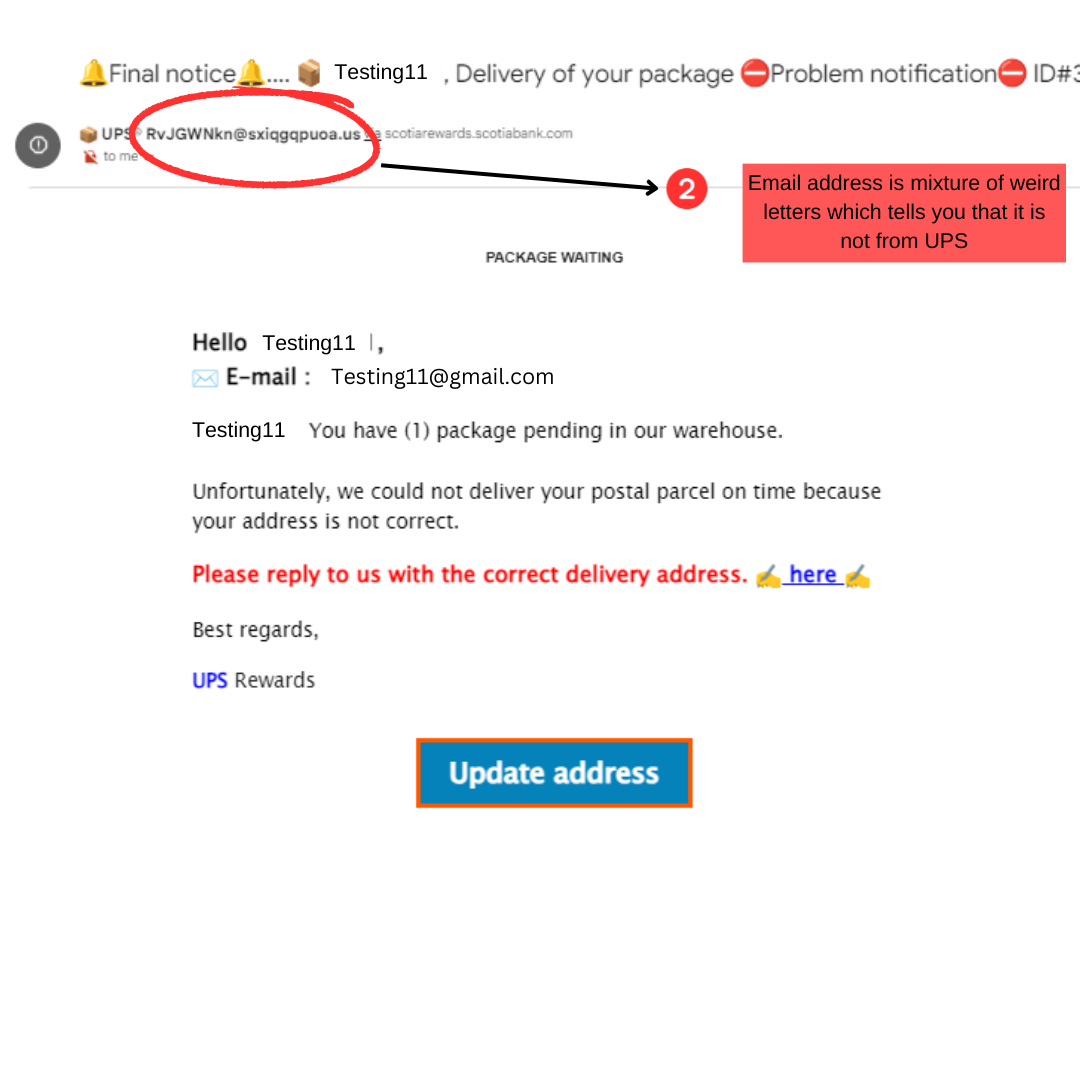 🔔Final notice🔔.... 📦 Testing11 , Delivery of your package ⛔Problem notification⛔ ID#3
📦 UPS® RvJGWNkn@sxiqgqpuoa.us via scotiarewards.scotiabank.com
to me
2
Email address is mixture of weird
letters which tells you that it is
not from UPS
PACKAGE WAITING
Hello Testing11 ,
✉️ E-mail : Testing11@gmail.com
Testing11 You have (1) package pending in our warehouse.
Unfortunately, we could not deliver your postal parcel on time because
your address is not correct.
Please reply to us with the correct delivery address. ✍️ here ✍️
Best regards,
UPS Rewards
Update address